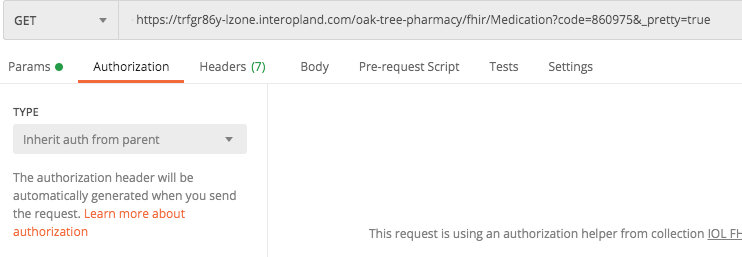 GET https://trfgr86y-lzone.interopland.com/oak-tree-pharmacy/fhir/Medication?code=860975&_pretty=true
Params Authorization Headers (7) Body Pre-request Script Tests Settings
TYPE
Inherit auth from parent
The authorization header will be
automatically generated when you send
the request. Learn more about
authorization
This request is using an authorization helper from collection IOL FH